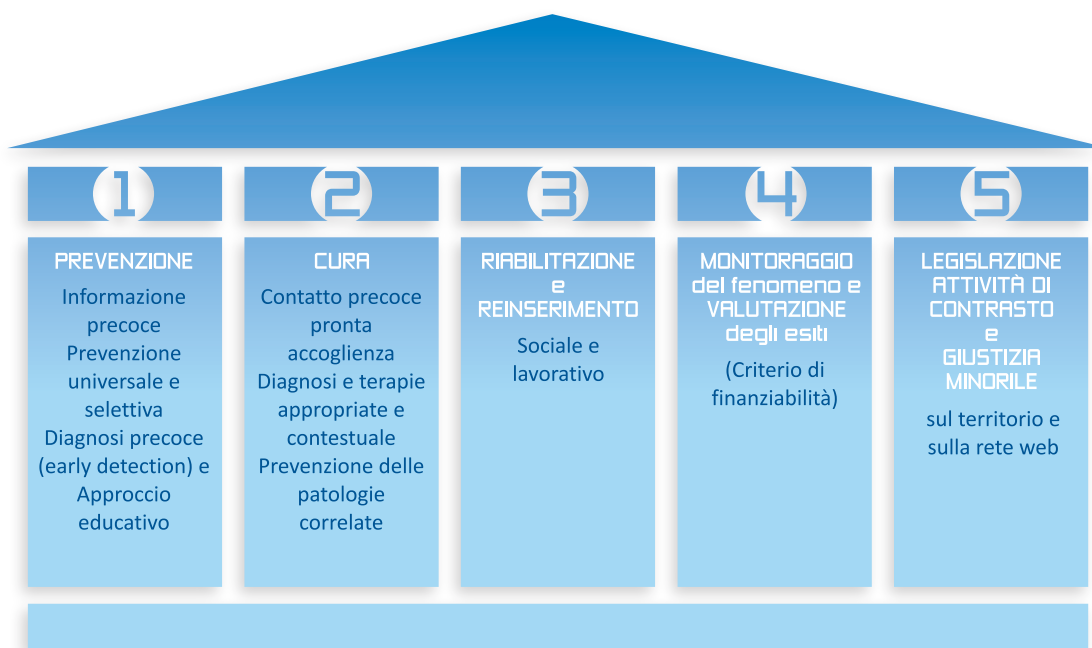 1
PREVENZIONE
Informazione
precoce
Prevenzione
universale e
selettiva
Diagnosi precoce
(early detection) e
Approccio
educativo
2
CURA
Contatto precoce
pronta
accoglienza
Diagnosi e terapie
appropriate e
contestuale
Prevenzione delle
patologie
correlate
3
RIABILITAZIONE
e
REINSERIMENTO
Sociale e
lavorativo
4
MONITORAGGIO
del fenomeno e
VALUTAZIONE
degli esiti
(Criterio di
finanziabilità)
5
LEGISLAZIONE
ATTIVITÀ DI
CONTRASTO
e
GIUSTIZIA
MINORILE
sul territorio e
sulla rete web